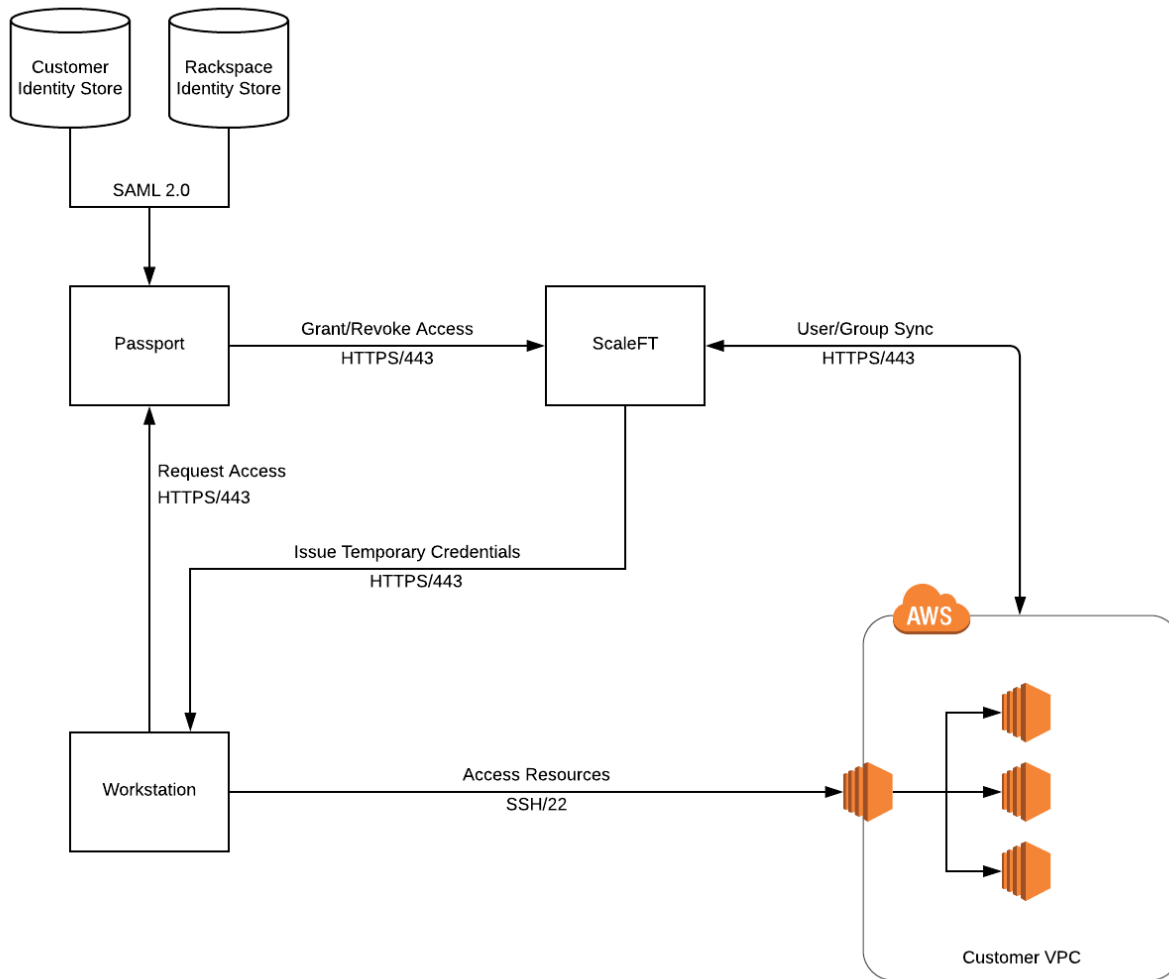 Customer
Identity Store
Rackspace
Identity Store
SAML 2.0
Passport
Grant/Revoke Access
HTTPS/443
ScaleFT
User/Group Sync
HTTPS/443
Request Access
HTTPS/443
Issue Temporary Credentials
HTTPS/443
AWS
Workstation
Access Resources
SSH/22
Customer VPC